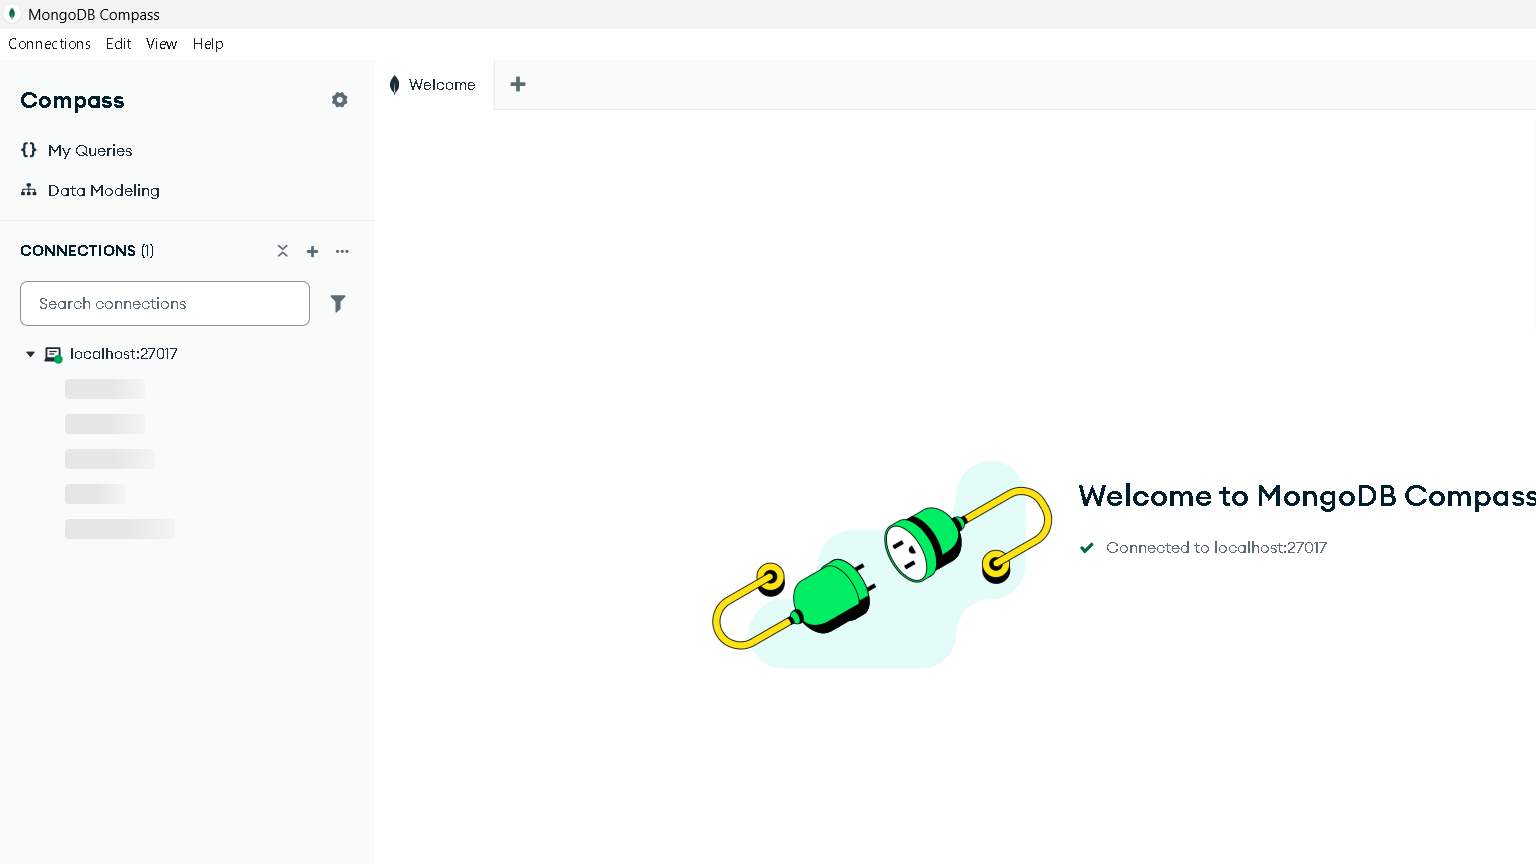 MongoDB Compass
Connections Edit View Help
Compass
My Queries
Data Modeling
CONNECTIONS (1)
Search connections
localhost:27017
Welcome
Welcome to MongoDB Compass
Connected to localhost:27017